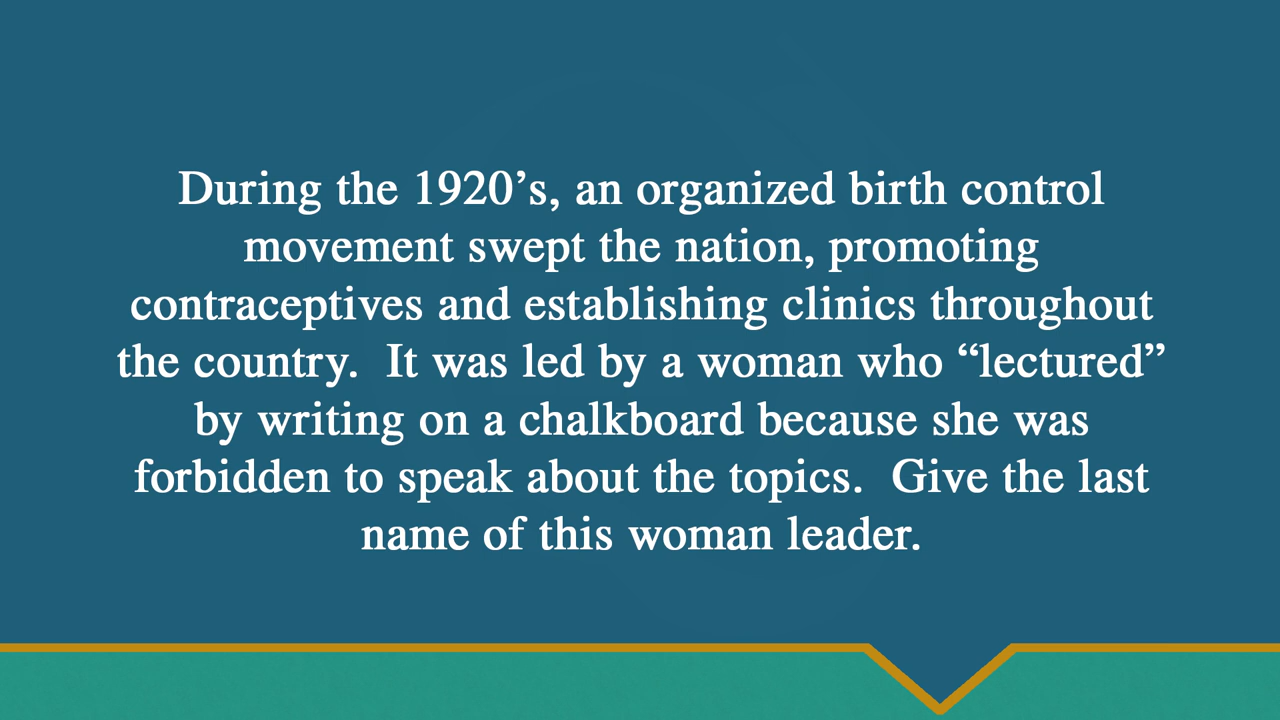 During the 1920’s, an organized birth control
movement swept the nation, promoting
contraceptives and establishing clinics throughout
the country.  It was led by a woman who “lectured”
by writing on a chalkboard because she was
forbidden to speak about the topics.  Give the last
name of this woman leader.